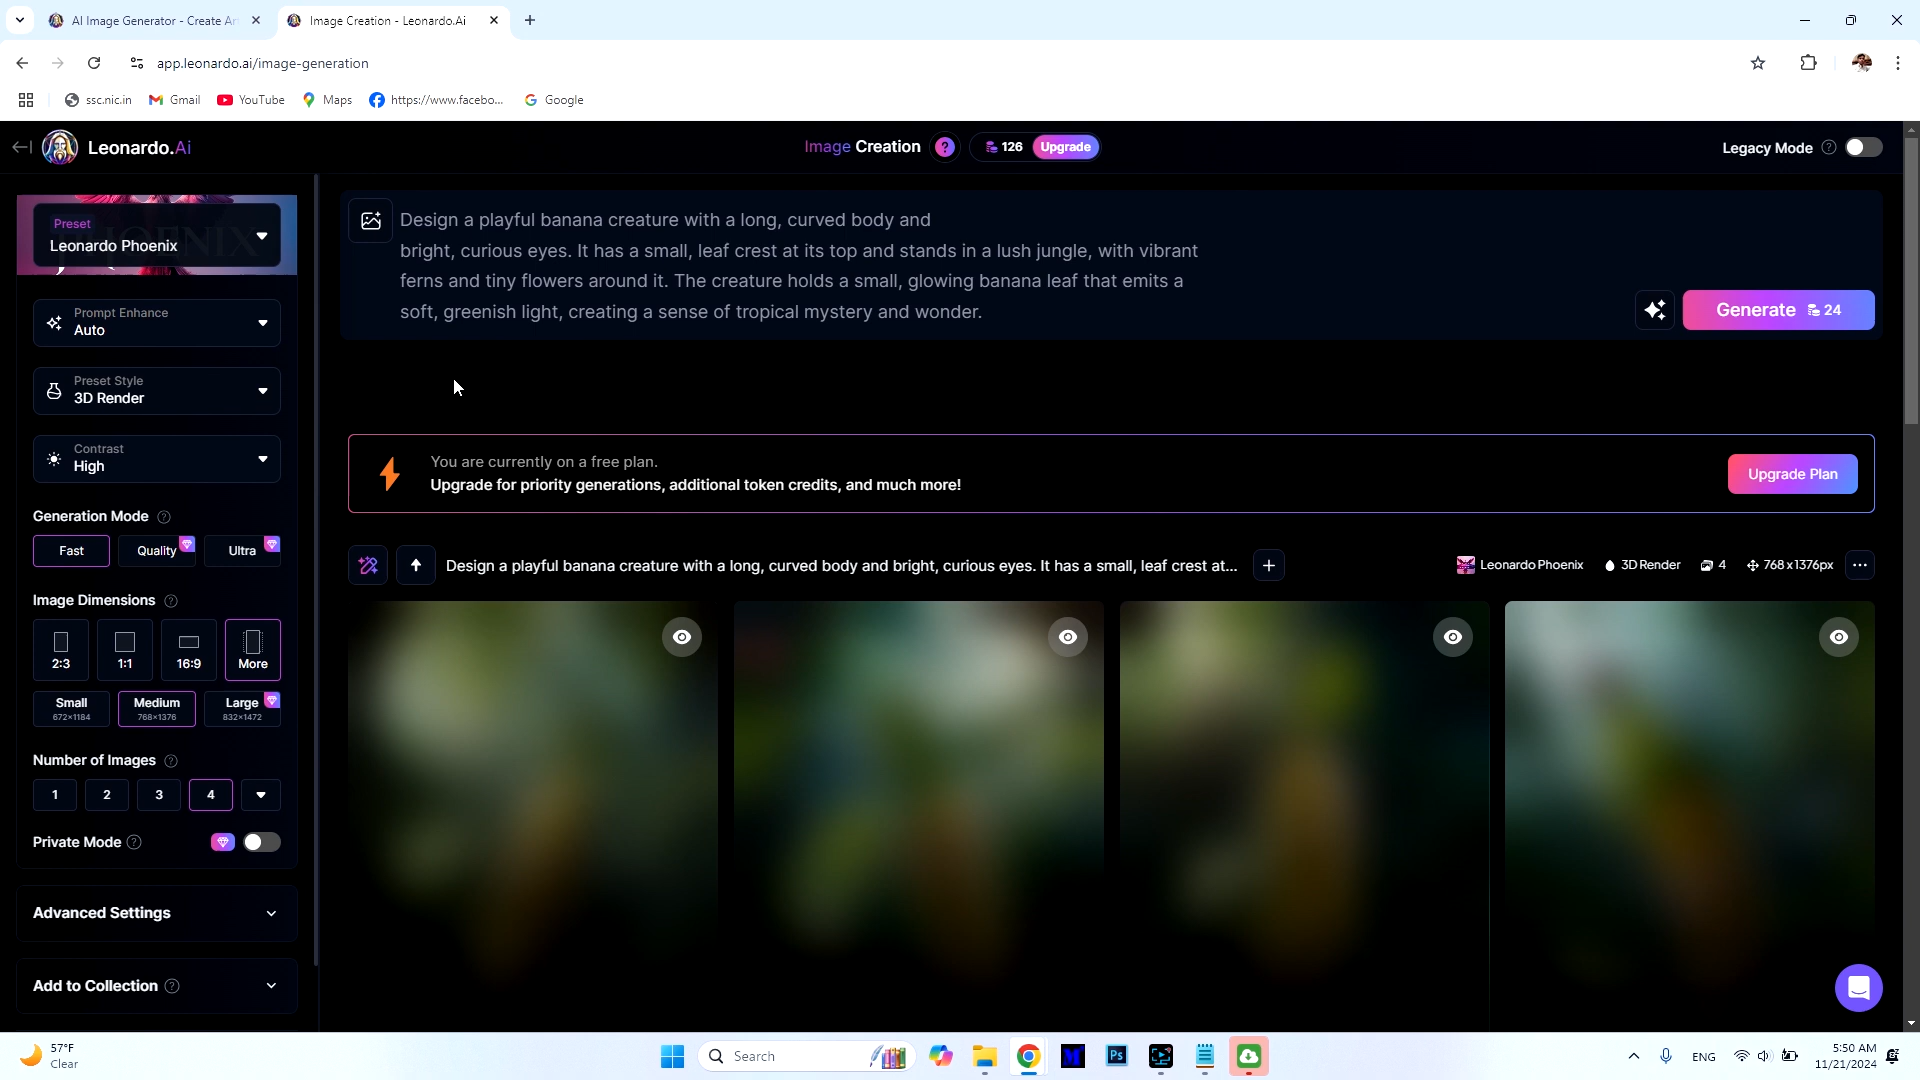 AI Image Generator - Create Ar
Image Creation - Leonardo.Ai
app.leonardo.ai/image-generation
ssc.nic.in
Gmail
YouTube
Maps
https://www.facebo...
Google
Leonardo.Ai
Image Creation
?
126
Upgrade
Legacy Mode
Preset
Leonardo Phoenix
Design a playful banana creature with a long, curved body and
bright, curious eyes. It has a small, leaf crest at its top and stands in a lush jungle, with vibrant
ferns and tiny flowers around it. The creature holds a small, glowing banana leaf that emits a
soft, greenish light, creating a sense of tropical mystery and wonder.
Generate 24
Prompt Enhance
Auto
Preset Style
3D Render
Contrast
High
You are currently on a free plan.
Upgrade for priority generations, additional token credits, and much more!
Upgrade Plan
Generation Mode
Fast
Quality
Ultra
Design a playful banana creature with a long, curved body and bright, curious eyes. It has a small, leaf crest at...
Leonardo Phoenix
3D Render
4
768 x 1376px
Image Dimensions
2:3
1:1
16:9
More
Small
672×1184
Medium
768×1376
Large
832×1472
Number of Images
1
2
3
4
Private Mode
Advanced Settings
Add to Collection
57°F
Clear
Search
Ps
ENG
5:50 AM
11/21/2024